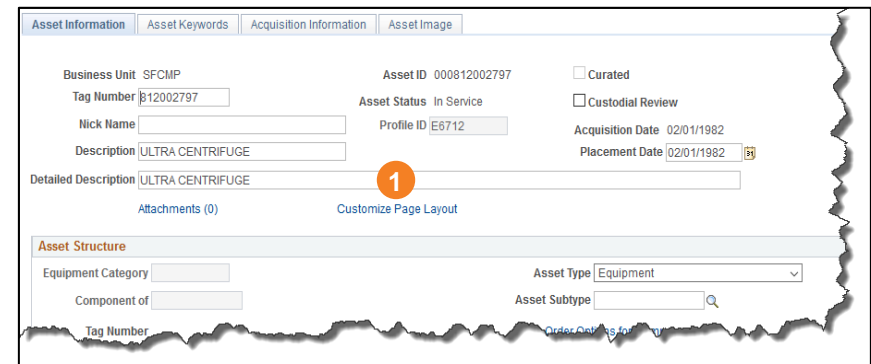 Asset Information Asset Keywords Acquisition Information Asset Image
Business Unit SFCMP Asset ID 000812002797 Curated
Tag Number 812002797 Asset Status In Service Custodial Review
Nick Name Profile ID E6712 Acquisition Date 02/01/1982
Description ULTRA CENTRIFUGE Placement Date 02/01/1982
Detailed Description ULTRA CENTRIFUGE
1
Attachments (0) Customize Page Layout
Asset Structure
Equipment Category Asset Type Equipment
Component of Asset Subtype
Tag Number Order Options for